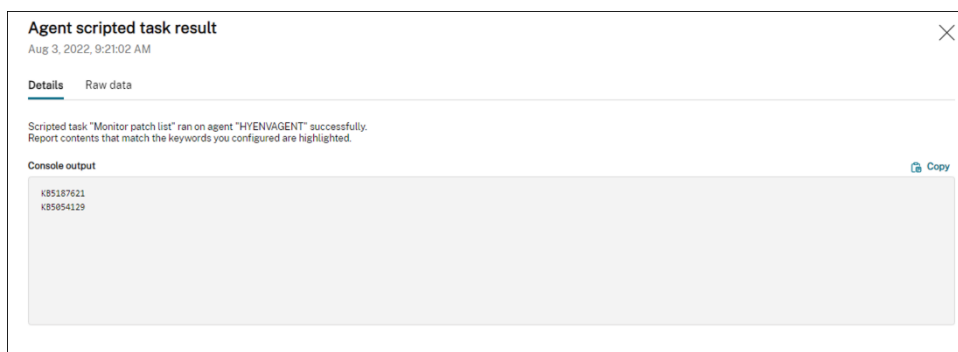 Agent scripted task result
Aug 3, 2022, 9:21:02 AM
Details Raw data
Scripted task "Monitor patch list" ran on agent "HYENVAGENT" successfully.
Report contents that match the keywords you configured are highlighted.
Console output Copy
KB5187621
KB5054129